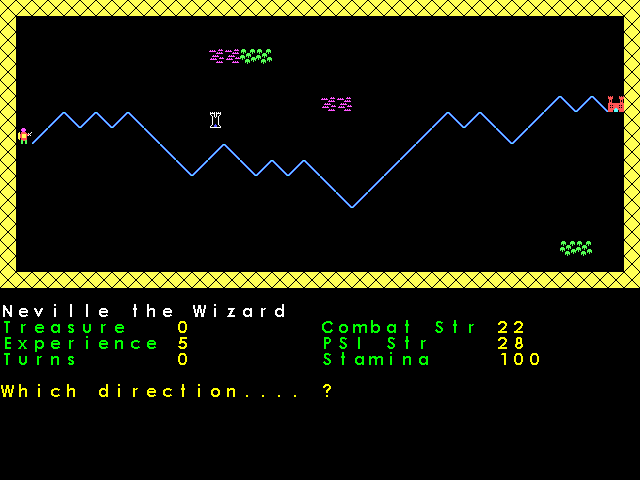 Neville the Wizard
Treasure 0 Combat Str 22
Experience 5 PSI Str 28
Turns 0 Stamina 100
Which direction.... ?